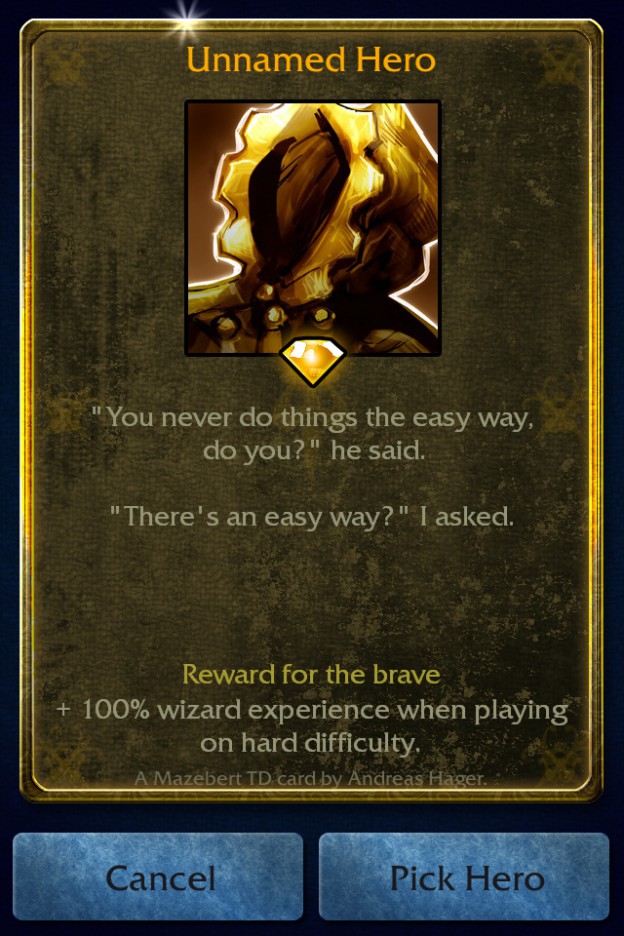 Unnamed Hero
"You never do things the easy way,
do you?" he said.
"There's an easy way?" I asked.
Reward for the brave
+ 100% wizard experience when playing
on hard difficulty.
A Mazebert TD card by Andreas Hager.
Cancel
Pick Hero